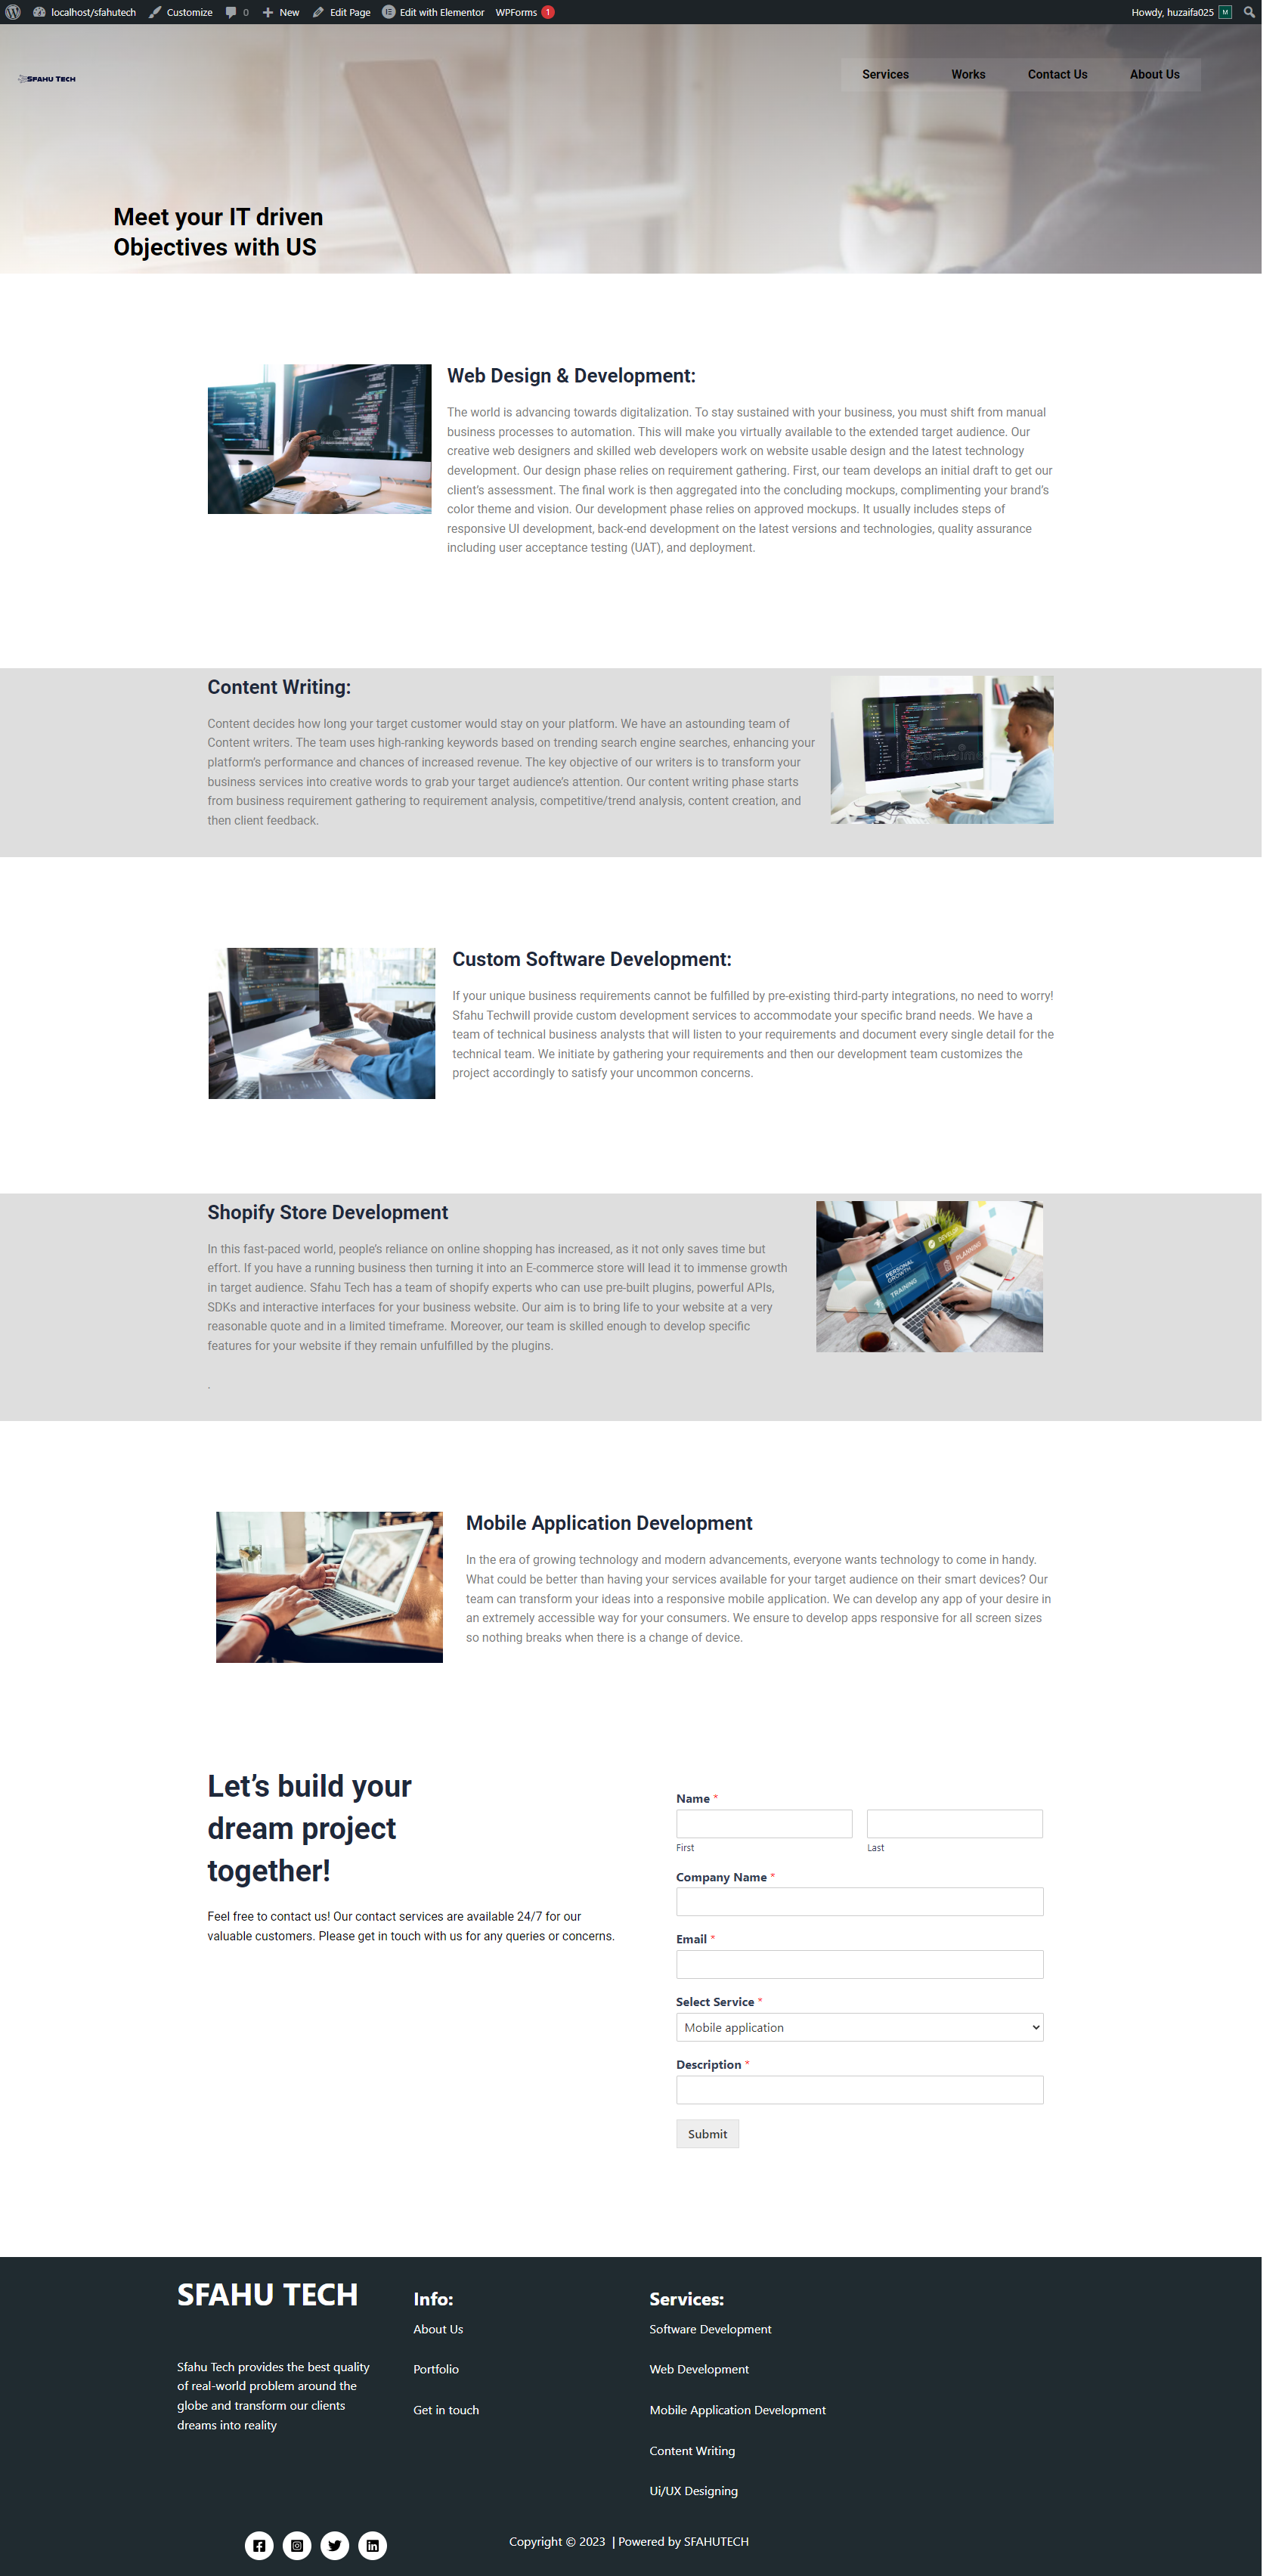 localhost/sfahutech Customize 0 New Edit Page Edit with Elementor WPForms 1 Howdy, huzaifa025 M
SFAHU TECH
Services Works Contact Us About Us
Meet your IT driven
Objectives with US
Web Design & Development:
The world is advancing towards digitalization. To stay sustained with your business, you must shift from manual
business processes to automation. This will make you virtually available to the extended target audience. Our
creative web designers and skilled web developers work on website usable design and the latest technology
development. Our design phase relies on requirement gathering. First, our team develops an initial draft to get our
client’s assessment. The final work is then aggregated into the concluding mockups, complimenting your brand’s
color theme and vision. Our development phase relies on approved mockups. It usually includes steps of
responsive UI development, back-end development on the latest versions and technologies, quality assurance
including user acceptance testing (UAT), and deployment.
Content Writing:
Content decides how long your target customer would stay on your platform. We have an astounding team of
Content writers. The team uses high-ranking keywords based on trending search engine searches, enhancing your
platform’s performance and chances of increased revenue. The key objective of our writers is to transform your
business services into creative words to grab your target audience’s attention. Our content writing phase starts
from business requirement gathering to requirement analysis, competitive/trend analysis, content creation, and
then client feedback.
Custom Software Development:
If your unique business requirements cannot be fulfilled by pre-existing third-party integrations, no need to worry!
Sfahu Techwill provide custom development services to accommodate your specific brand needs. We have a
team of technical business analysts that will listen to your requirements and document every single detail for the
technical team. We initiate by gathering your requirements and then our development team customizes the
project accordingly to satisfy your uncommon concerns.
Shopify Store Development
In this fast-paced world, people’s reliance on online shopping has increased, as it not only saves time but
effort. If you have a running business then turning it into an E-commerce store will lead it to immense growth
in target audience. Sfahu Tech has a team of shopify experts who can use pre-built plugins, powerful APIs,
SDKs and interactive interfaces for your business website. Our aim is to bring life to your website at a very
reasonable quote and in a limited timeframe. Moreover, our team is skilled enough to develop specific
features for your website if they remain unfulfilled by the plugins.
.
DEVELOP
PLANNING
PERSONAL
GROWTH
TRAINING
Mobile Application Development
In the era of growing technology and modern advancements, everyone wants technology to come in handy.
What could be better than having your services available for your target audience on their smart devices? Our
team can transform your ideas into a responsive mobile application. We can develop any app of your desire in
an extremely accessible way for your consumers. We ensure to develop apps responsive for all screen sizes
so nothing breaks when there is a change of device.
Let’s build your
dream project
together!
Feel free to contact us! Our contact services are available 24/7 for our
valuable customers. Please get in touch with us for any queries or concerns.
Name *
First Last
Company Name *
Email *
Select Service *
Mobile application
Description *
Submit
SFAHU TECH
Sfahu Tech provides the best quality
of real-world problem around the
globe and transform our clients
dreams into reality
Info:
About Us
Portfolio
Get in touch
Services:
Software Development
Web Development
Mobile Application Development
Content Writing
Ui/UX Designing
Copyright © 2023 | Powered by SFAHUTECH